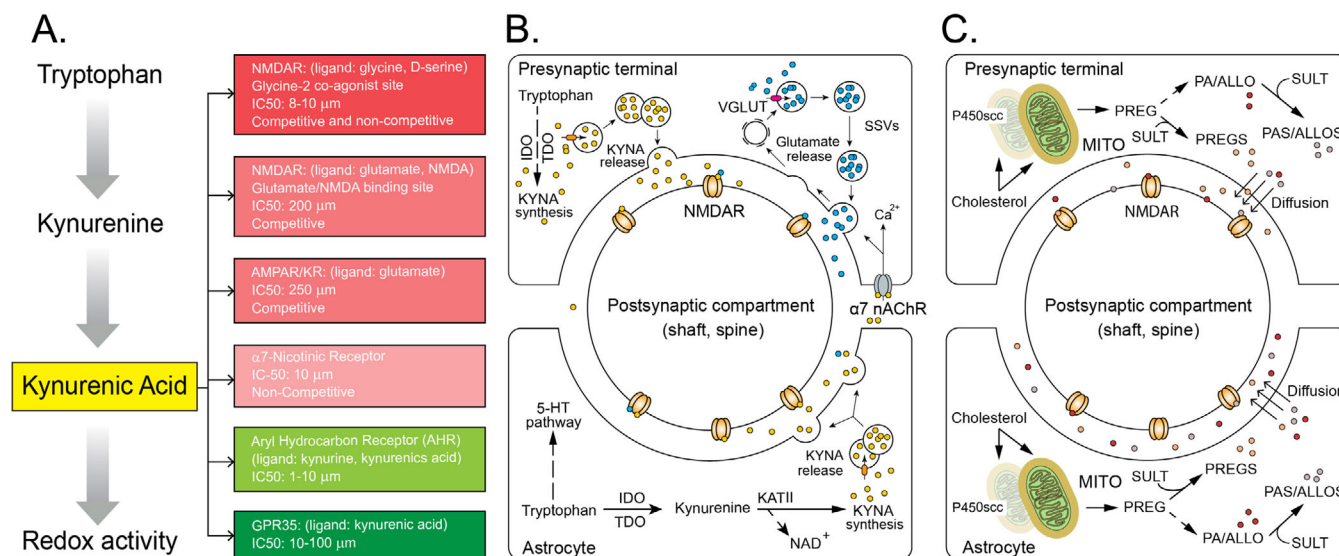 A.
Tryptophan
Kynurenine
Kynurenic Acid
Redox activity
NMDAR: (ligand: glycine, D-serine)
Glycine-2 co-agonist site
IC50: 8-10 μm
Competitive and non-competitive
NMDAR: (ligand: glutamate, NMDA)
Glutamate/NMDA binding site
IC50: 200 μm
Competitive
AMPAR/KR: (ligand: glutamate)
IC50: 250 μm
Competitive
α7-Nicotinic Receptor
IC-50: 10 μm
Non-Competitive
Aryl Hydrocarbon Receptor (AHR)
(ligand: kynurine, kynurenics acid)
IC50: 1-10 μm
GPR35: (ligand: kynurenic acid)
IC50: 10-100 μm
B.
Presynaptic terminal
Tryptophan
IDO
TDO
KYNA
synthesis
KYNA
release
VGLUT
SSVs
Glutamate
release
NMDAR
Ca2+
α7 nAChR
Postsynaptic compartment
(shaft, spine)
5-HT
pathway
Tryptophan
IDO
TDO
Kynurenine
KATII
NAD+
KYNA
release
KYNA
synthesis
Astrocyte
C.
Presynaptic terminal
P450scc
MITO
Cholesterol
PREG
SULT
PREGS
PA/ALLO
SULT
PAS/ALLOS
Diffusion
NMDAR
Postsynaptic compartment
(shaft, spine)
Diffusion
Cholesterol
P450scc
MITO
SULT
PREG
PREGS
PA/ALLO
PAS/ALLOS
SULT
Astrocyte